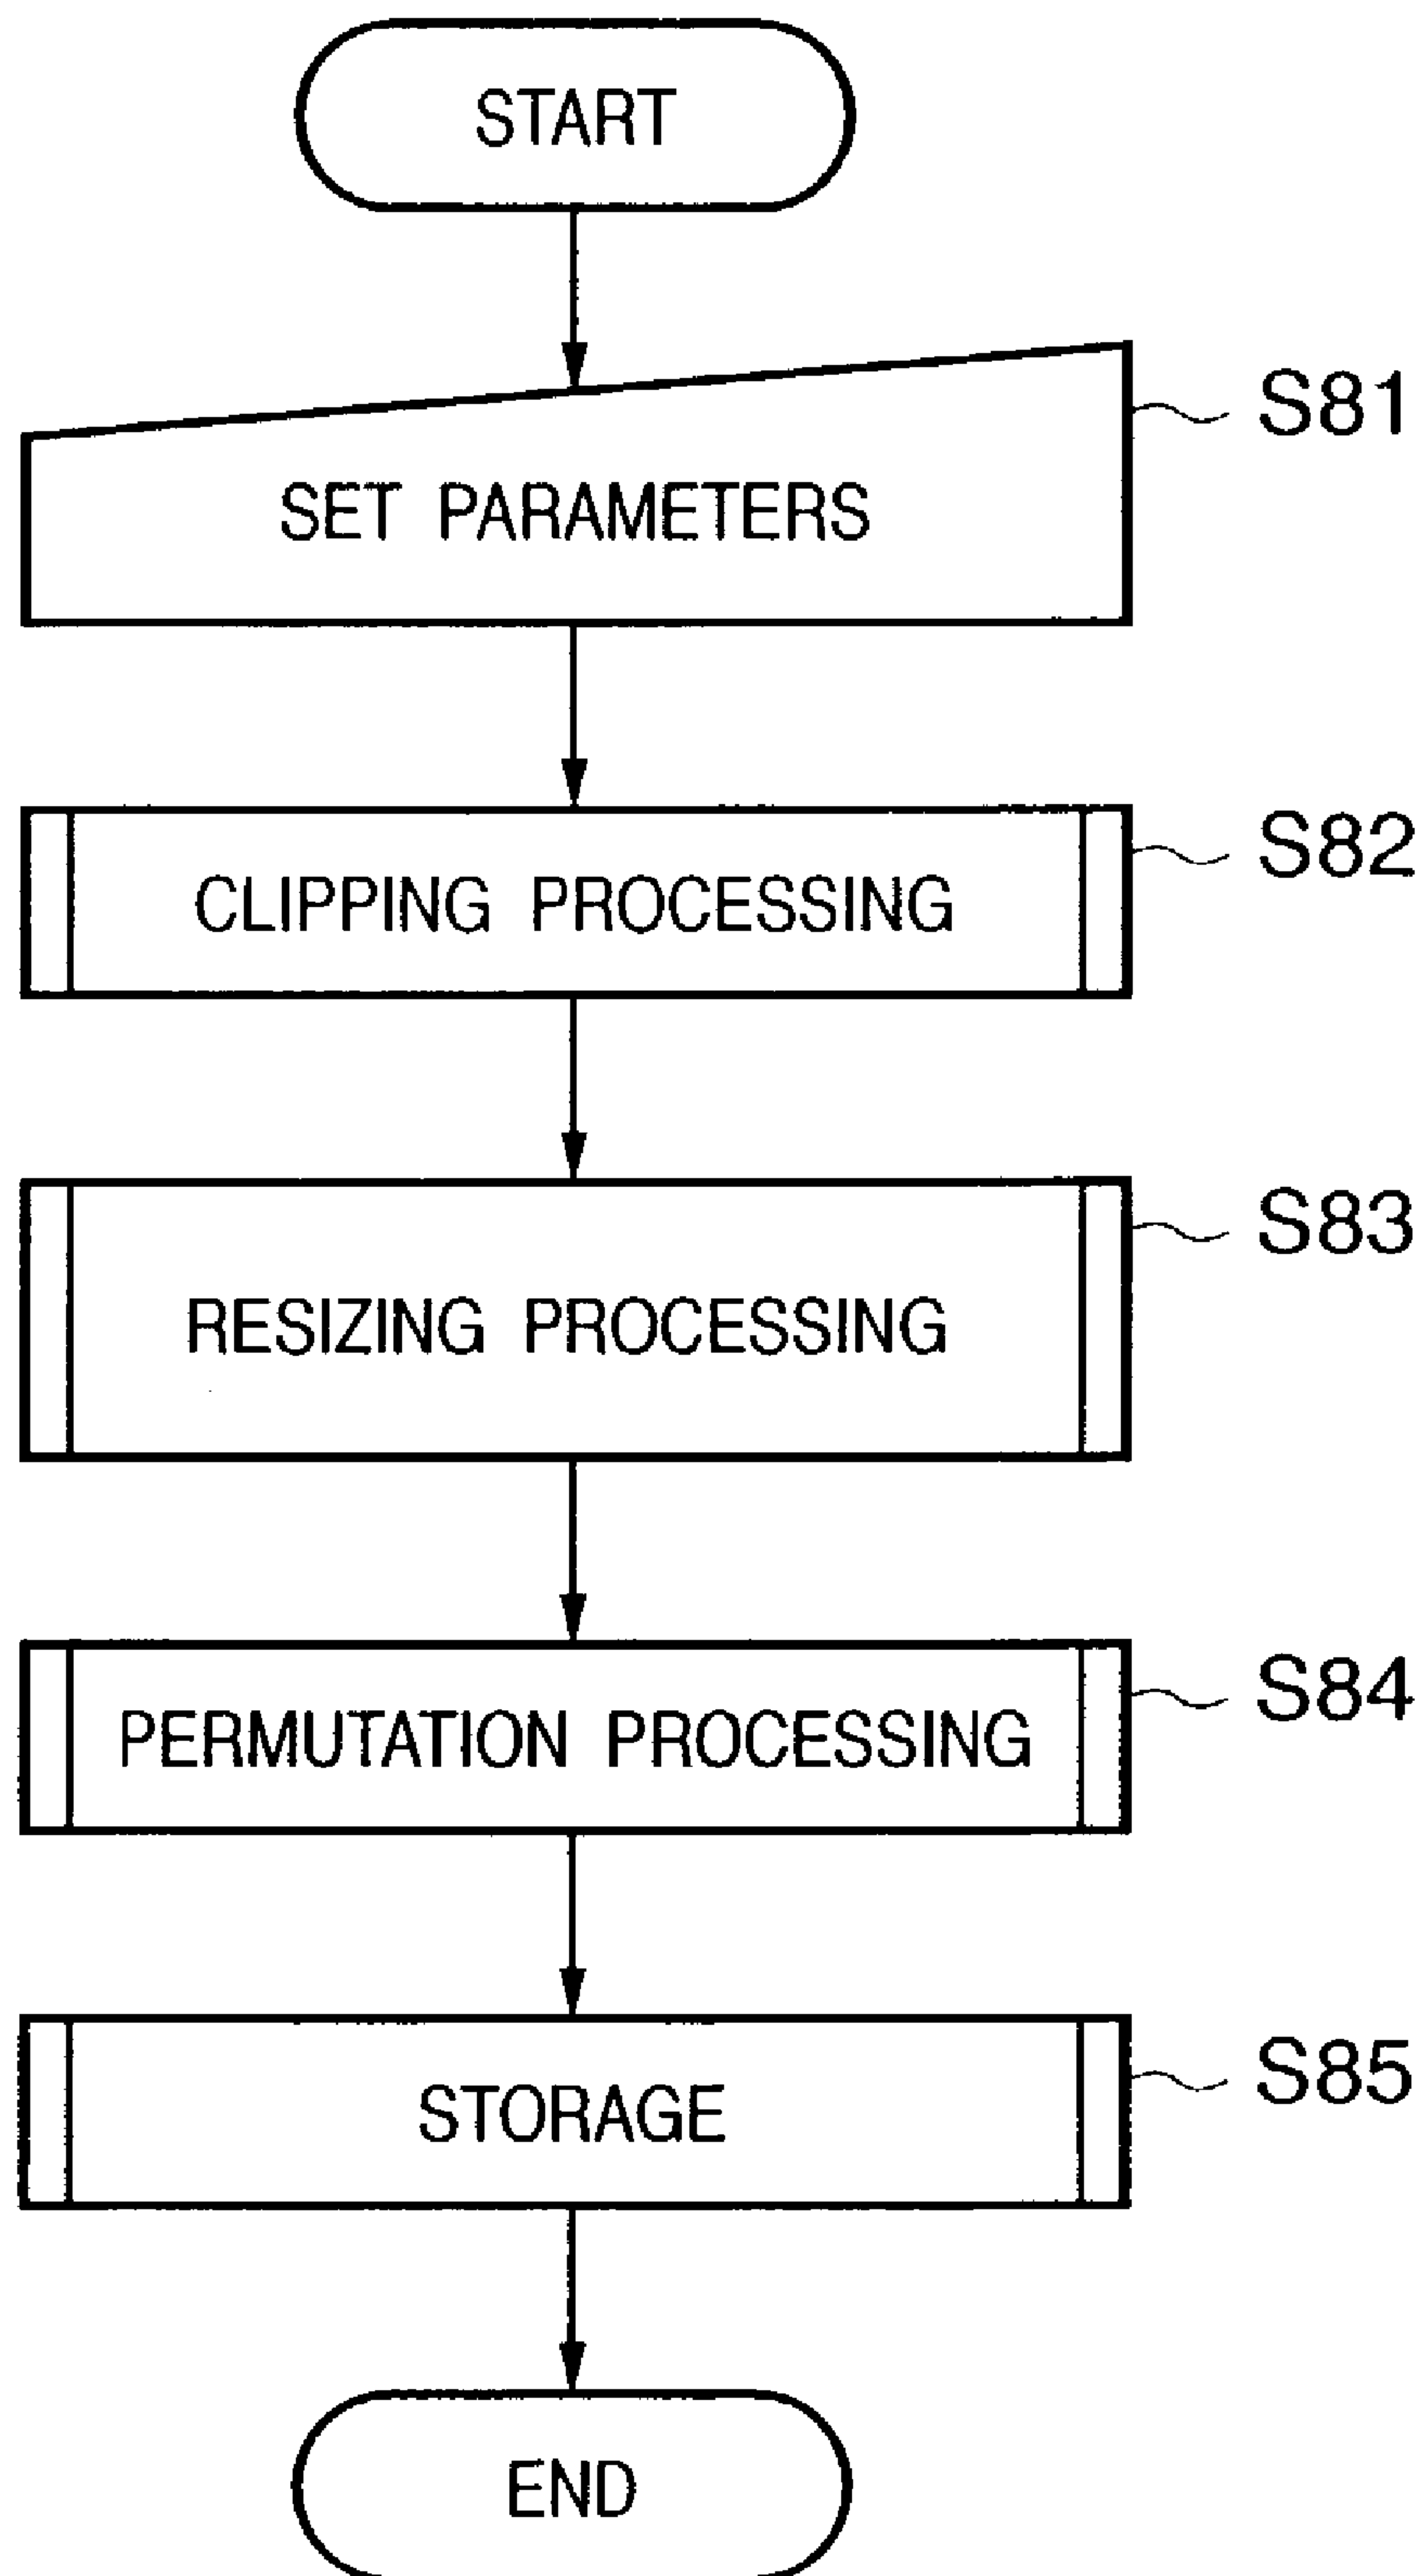 START
S81
SET PARAMETERS
S82
CLIPPING PROCESSING
S83
RESIZING PROCESSING
S84
PERMUTATION PROCESSING
S85
STORAGE
END